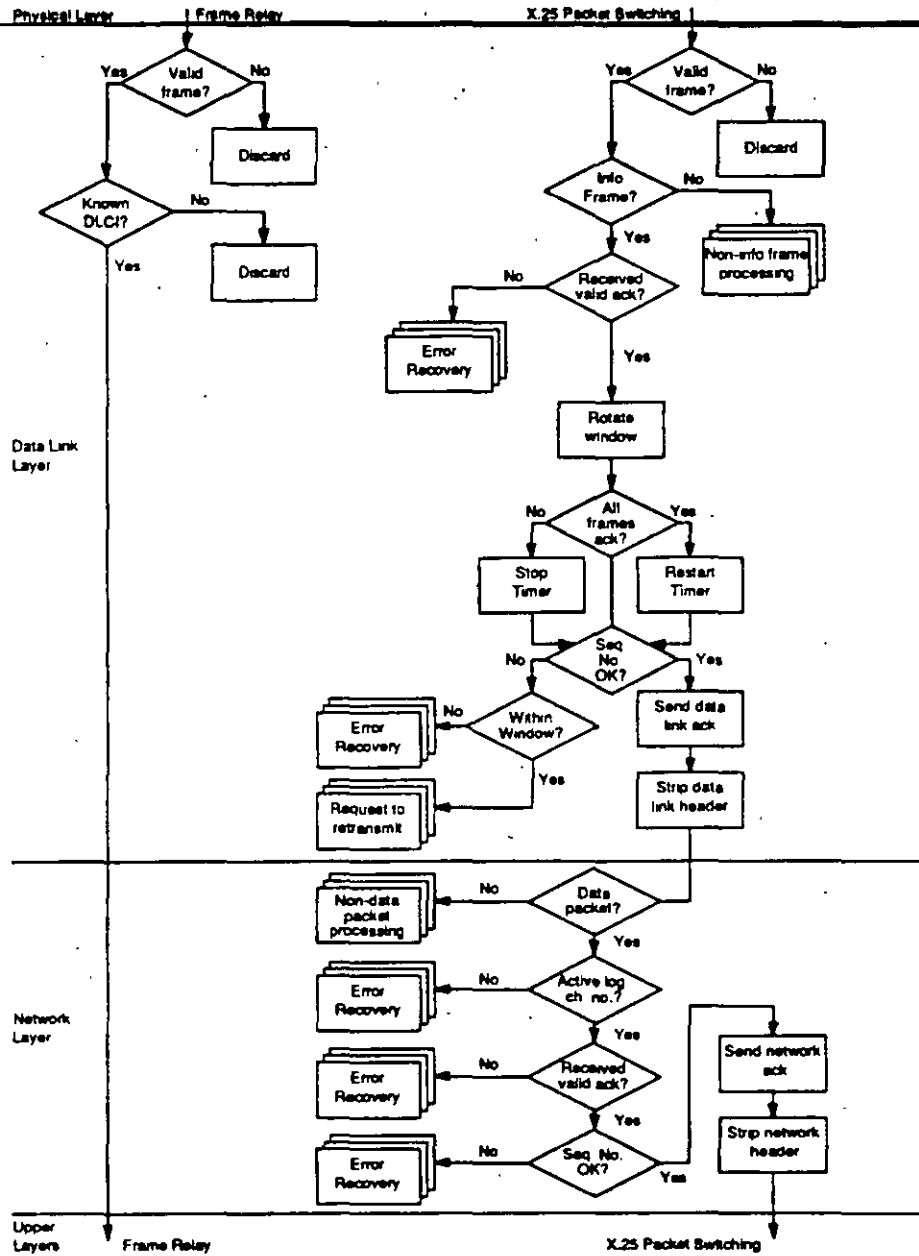 Physical Layer
Frame Relay
X.25 Packet Switching
Yes
Valid
frame?
No
Discard
Known
DLCI?
No
Yes
Discard
Yes
Valid
frame?
No
Discard
Info
Frame?
No
Yes
Non-info frame
processing
No
Received
valid ack?
Error
Recovery
Yes
Rotate
window
Data Link
Layer
No
All
frames
ack?
Yes
Stop
Timer
Restart
Timer
No
Seq
No
OK?
Yes
Error
Recovery
No
Within
Window?
Send data
link ack
Yes
Request to
retransmit
Strip data
link header
Non-data
packet
processing
No
Data
packet?
Yes
Error
Recovery
No
Active log
ch no.?
Network
Layer
Yes
Send network
ack
Error
Recovery
No
Received
valid ack?
Yes
Strip network
header
Error
Recovery
No
Seq No.
OK?
Yes
Upper
Layers
Frame Relay
X.25 Packet Switching